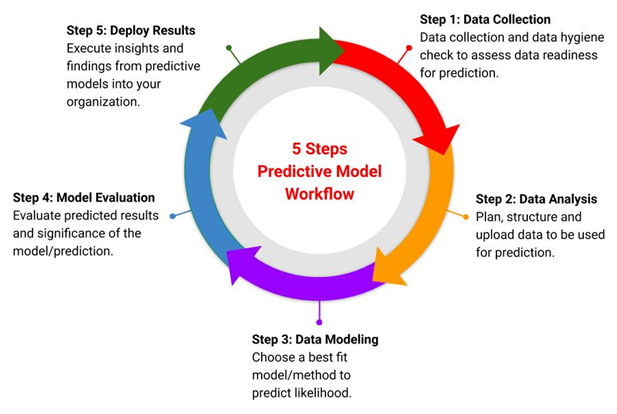 5 Steps
Predictive Model
Workflow
Step 1: Data Collection
Data collection and data hygiene
check to assess data readiness
for prediction.
Step 2: Data Analysis
Plan, structure and
upload data to be used
for prediction.
Step 3: Data Modeling
Choose a best fit
model/method to
predict likelihood.
Step 4: Model Evaluation
Evaluate predicted results
and significance of the
model/prediction.
Step 5: Deploy Results
Execute insights and
findings from predictive
models into your
organization.